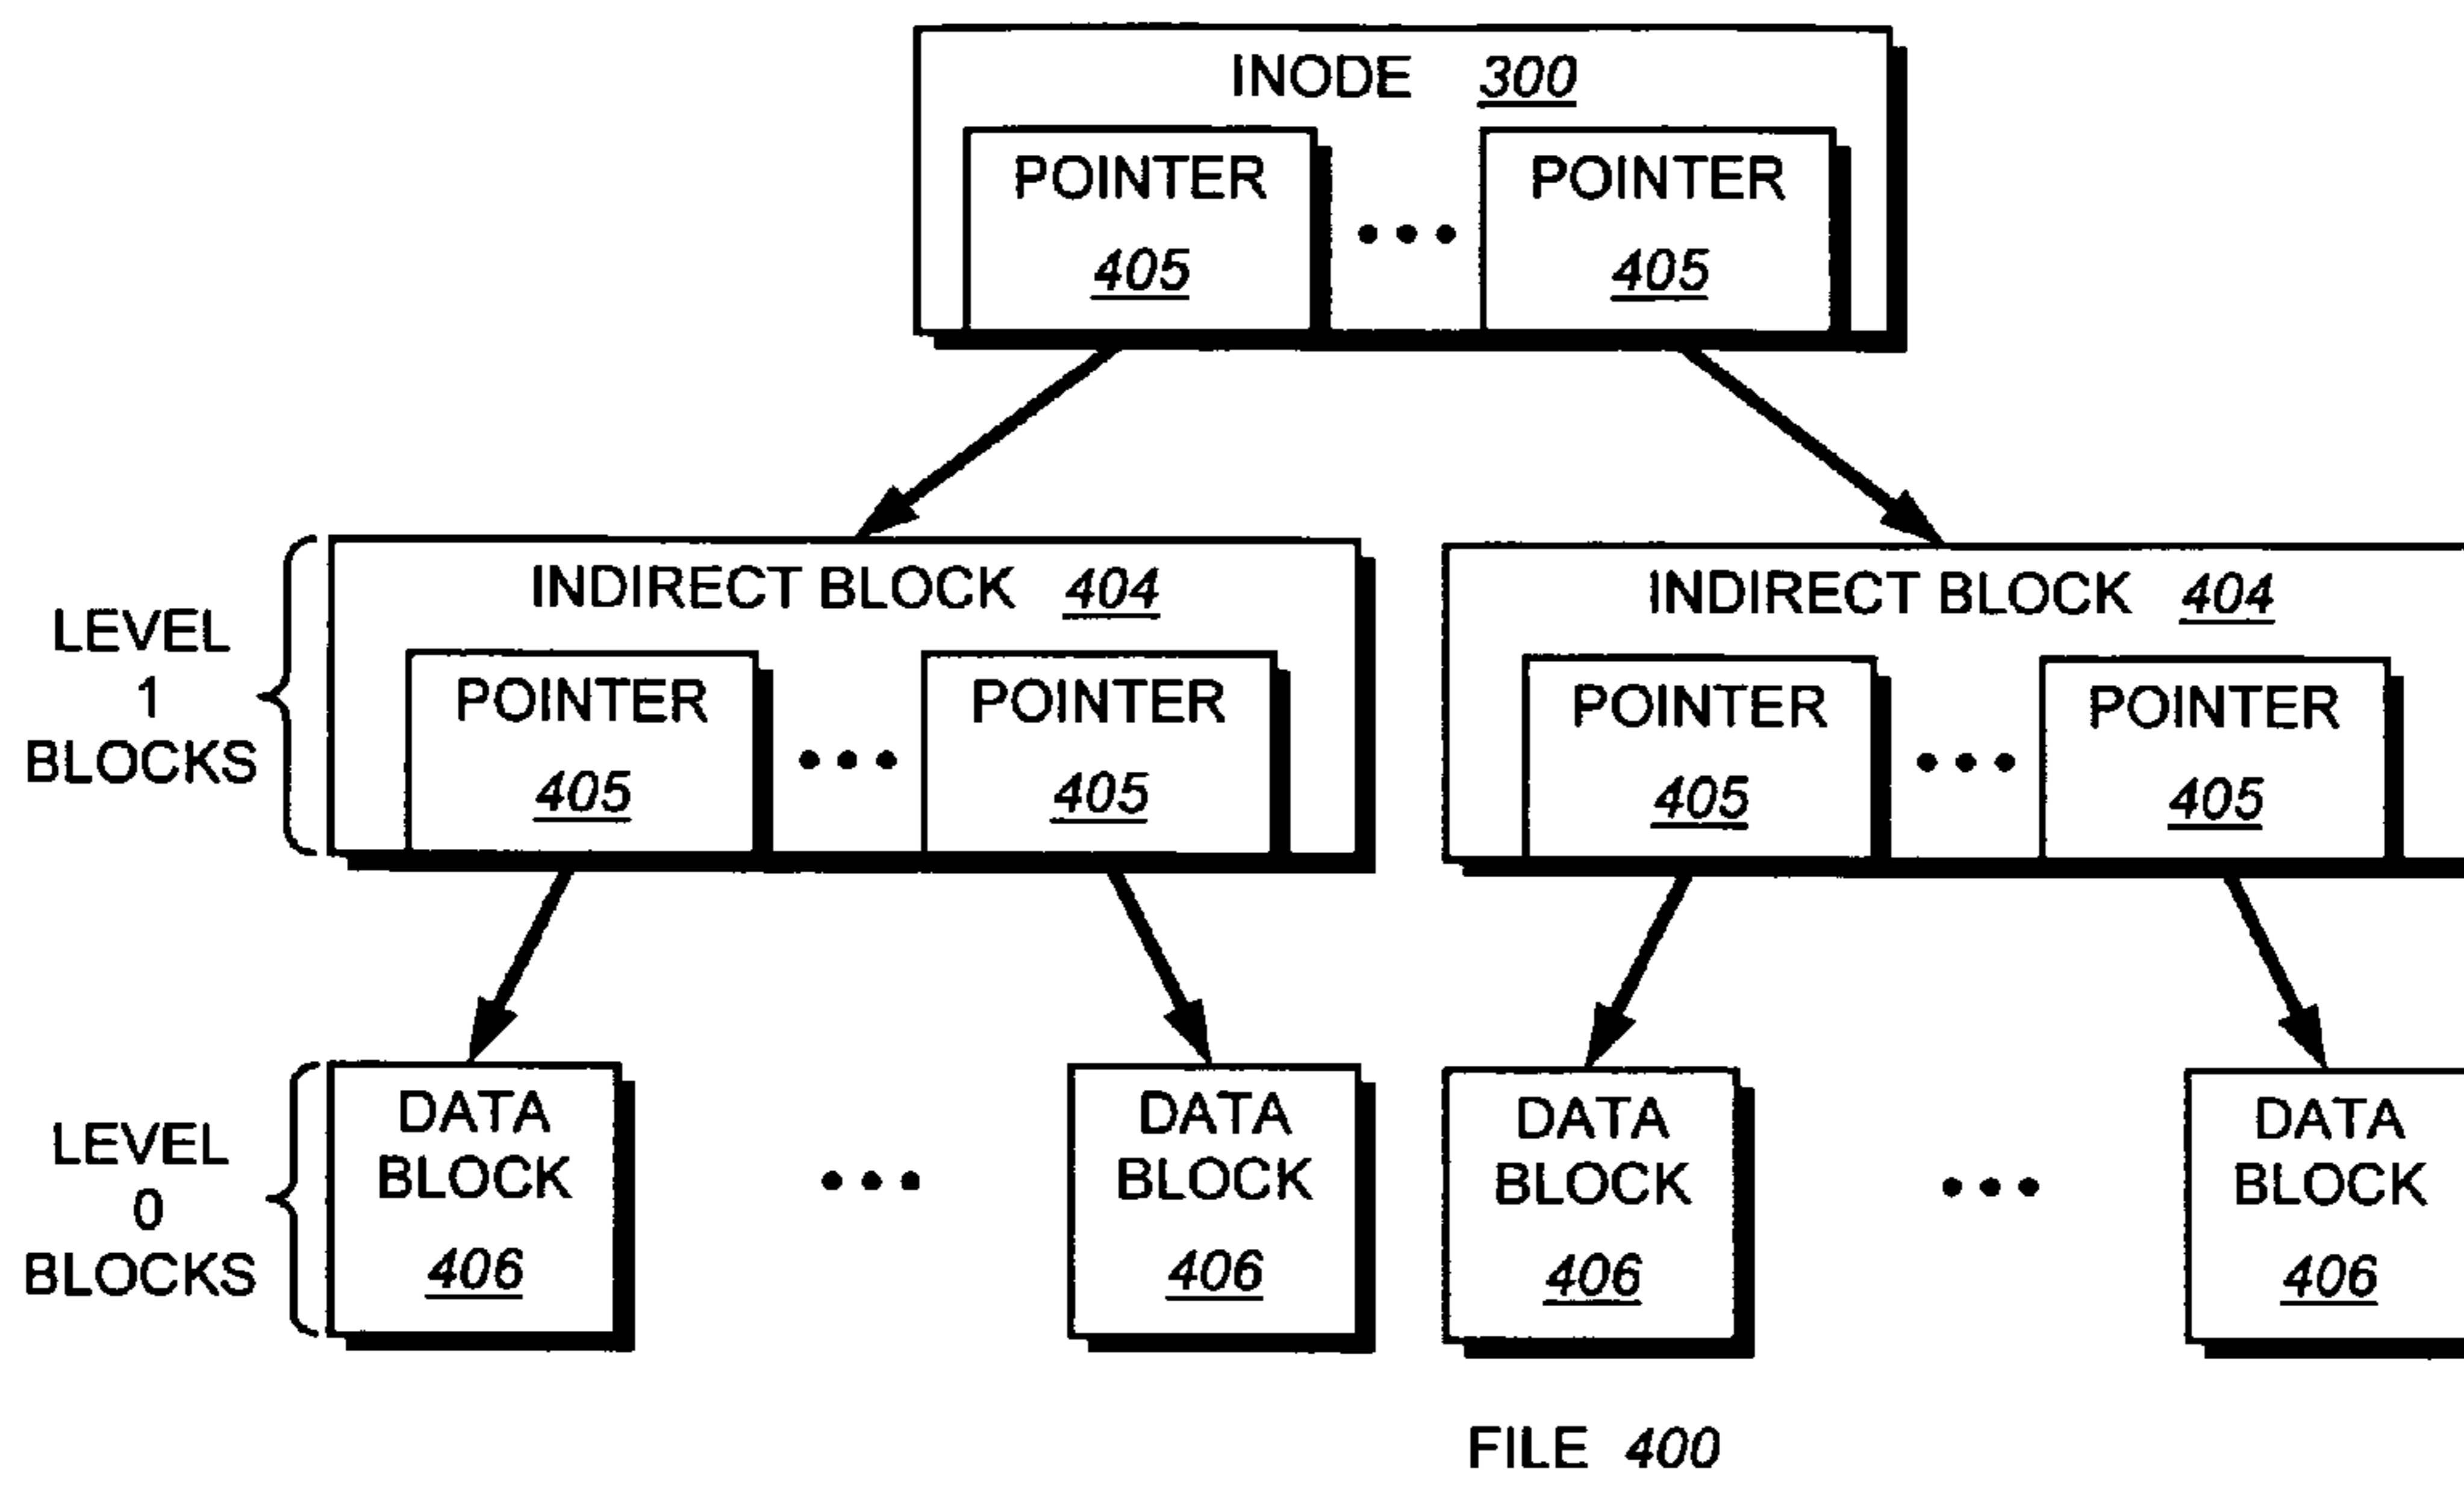 INODE 300
POINTER POINTER
405 ••• 405
INDIRECT BLOCK 404
INDIRECT BLOCK 404
LEVEL
1
BLOCKS
POINTER POINTER
405 ••• 405
POINTER POINTER
405 ••• 405
LEVEL
0
BLOCKS
DATA
BLOCK
406
•••
DATA
BLOCK
406
DATA
BLOCK
406
•••
DATA
BLOCK
406
FILE 400